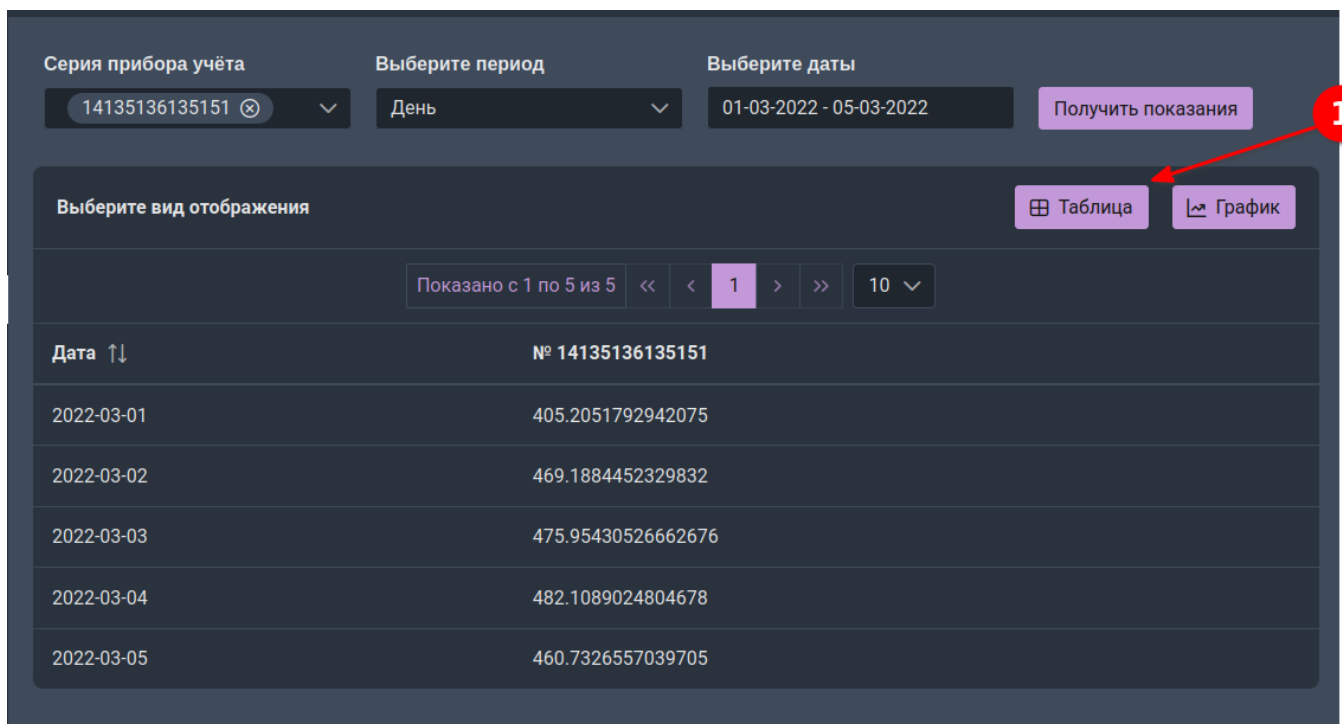 Серия прибора учёта Выберите период Выберите даты
14135136135151 День 01-03-2022 - 05-03-2022 Получить показания
1
Выберите вид отображения Таблица График
Показано с 1 по 5 из 5 << < 1 > >> 10
Дата № 14135136135151
2022-03-01 405.2051792942075
2022-03-02 469.1884452329832
2022-03-03 475.95430526662676
2022-03-04 482.1089024804678
2022-03-05 460.7326557039705